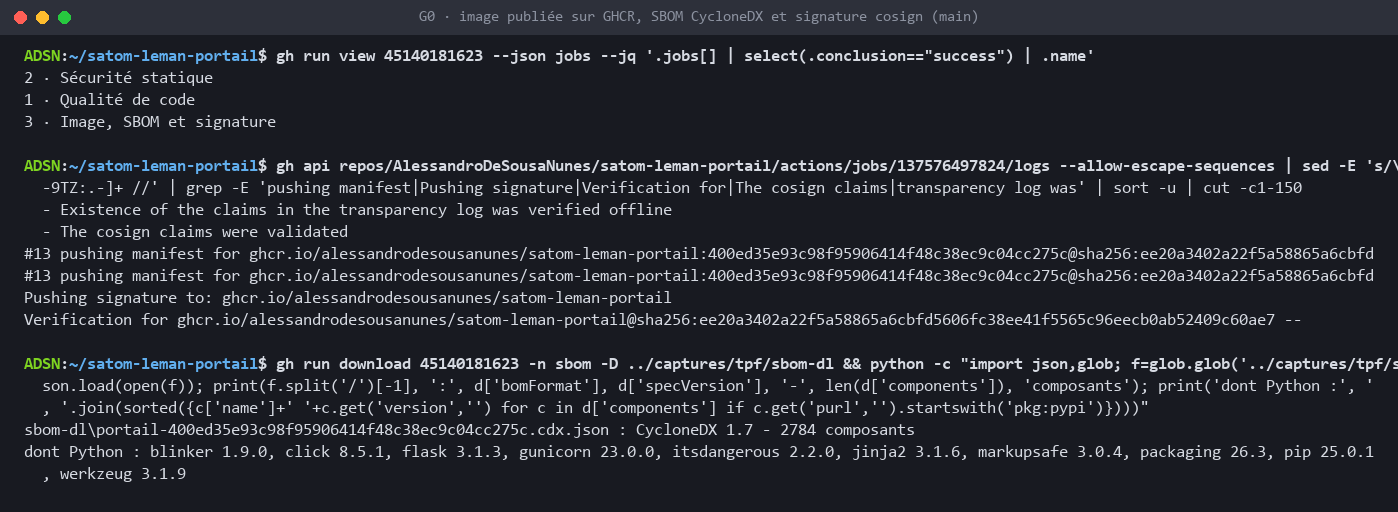 G0 · image publiée sur GHCR, SBOM CycloneDX et signature cosign (main)
ADSN:~/satom-leman-portail$ gh run view 45140181623 --json jobs --jq '.jobs[] | select(.conclusion=="success") | .name'
2 · Sécurité statique
1 · Qualité de code
3 · Image, SBOM et signature
ADSN:~/satom-leman-portail$ gh api repos/AlessandroDeSousaNunes/satom-leman-portail/actions/jobs/137576497824/logs --allow-escape-sequences | sed -E 's/\
-9TZ:.-]+ //' | grep -E 'pushing manifest|Pushing signature|Verification for|The cosign claims|transparency log was' | sort -u | cut -c1-150
- Existence of the claims in the transparency log was verified offline
- The cosign claims were validated
#13 pushing manifest for ghcr.io/alessandrodesousanunes/satom-leman-portail:400ed35e93c98f95906414f48c38ec9c04cc275c@sha256:ee20a3402a22f5a58865a6cbfd
#13 pushing manifest for ghcr.io/alessandrodesousanunes/satom-leman-portail:400ed35e93c98f95906414f48c38ec9c04cc275c@sha256:ee20a3402a22f5a58865a6cbfd
Pushing signature to: ghcr.io/alessandrodesousanunes/satom-leman-portail
Verification for ghcr.io/alessandrodesousanunes/satom-leman-portail@sha256:ee20a3402a22f5a58865a6cbfd5606fc38ee41f5565c96eecb0ab52409c60ae7 --
ADSN:~/satom-leman-portail$ gh run download 45140181623 -n sbom -D ../captures/tpf/sbom-dl && python -c "import json,glob; f=glob.glob('../captures/tpf/s
son.load(open(f)); print(f.split('/')[-1], ':', d['bomFormat'], d['specVersion'], '-', len(d['components']), 'composants'); print('dont Python :', '
, '.join(sorted({c['name']+' '+c.get('version','') for c in d['components'] if c.get('purl','').startswith('pkg:pypi')})))"
sbom-dl\portail-400ed35e93c98f95906414f48c38ec9c04cc275c.cdx.json : CycloneDX 1.7 - 2784 composants
dont Python : blinker 1.9.0, click 8.5.1, flask 3.1.3, gunicorn 23.0.0, itsdangerous 2.2.0, jinja2 3.1.6, markupsafe 3.0.4, packaging 26.3, pip 25.0.1
, werkzeug 3.1.9